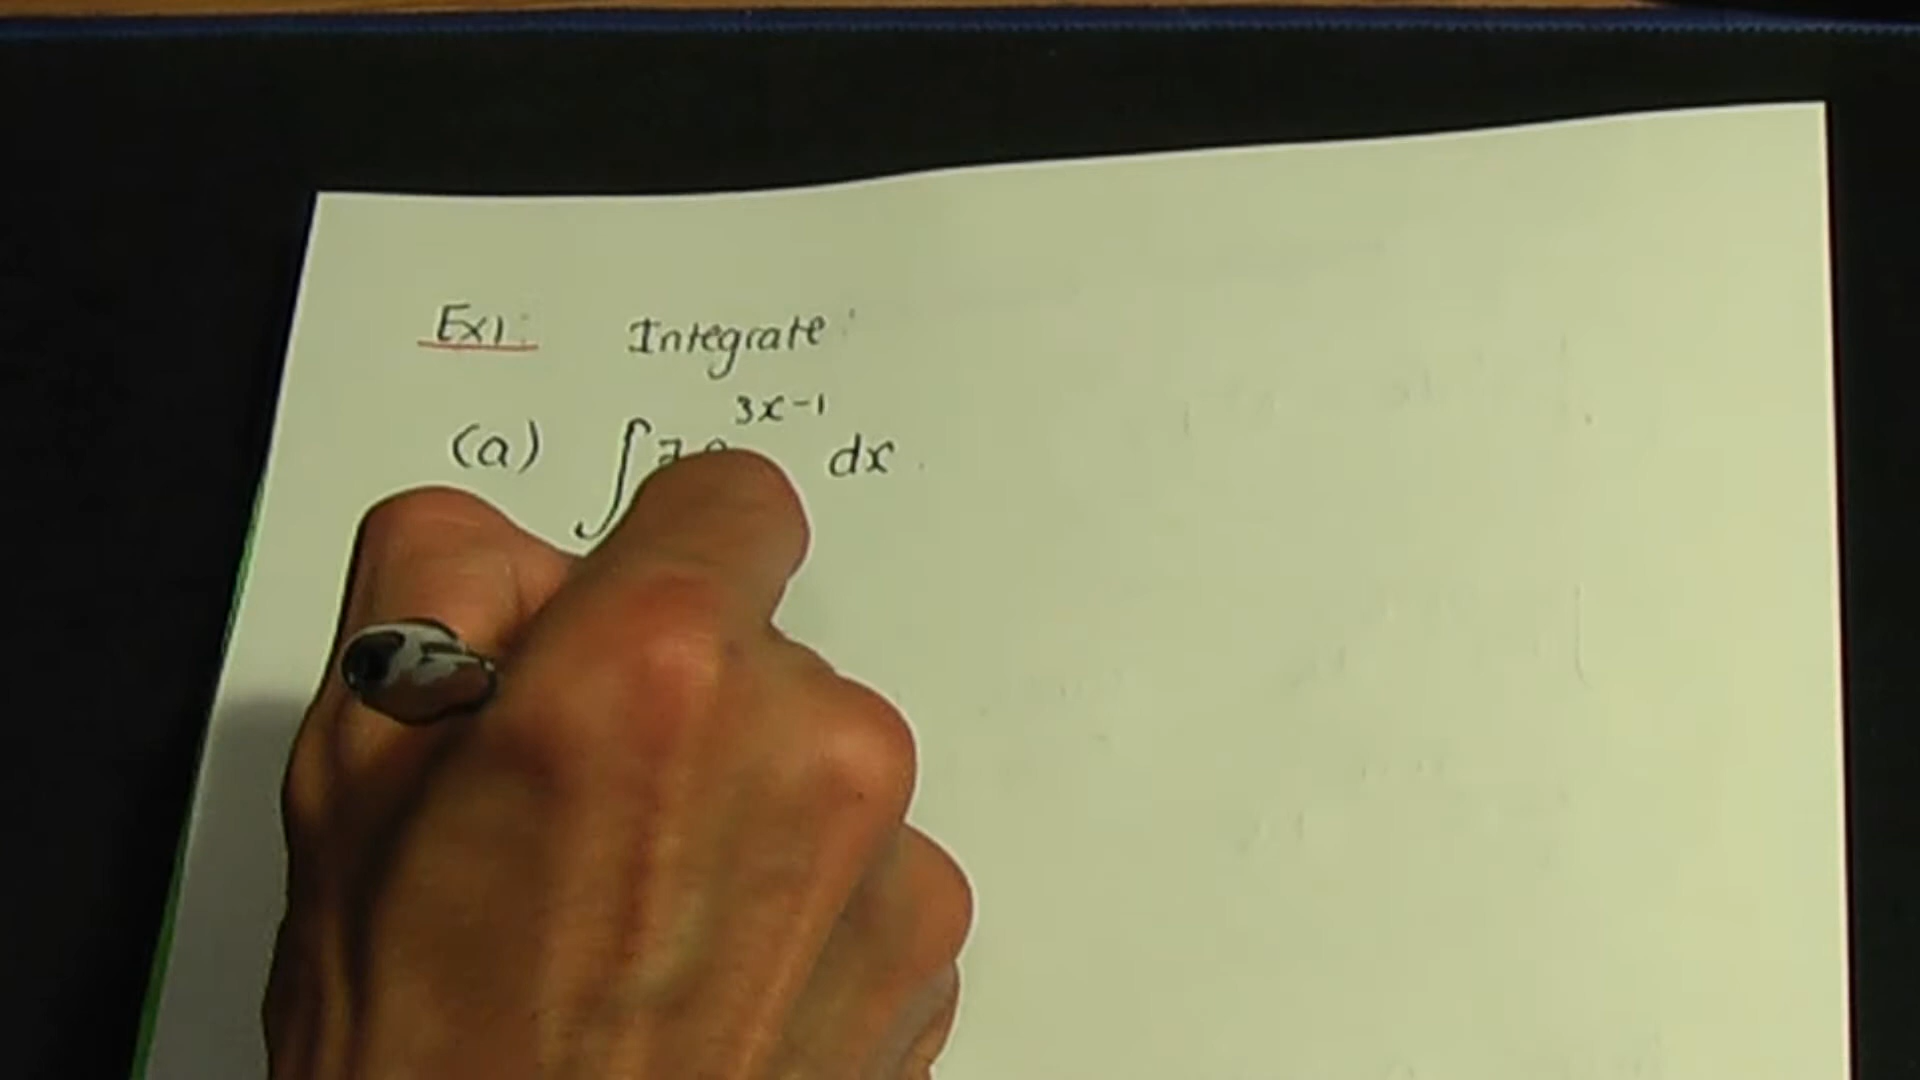 Ex1: Integrate:
(a) ∫ e^{3x-1} dx.